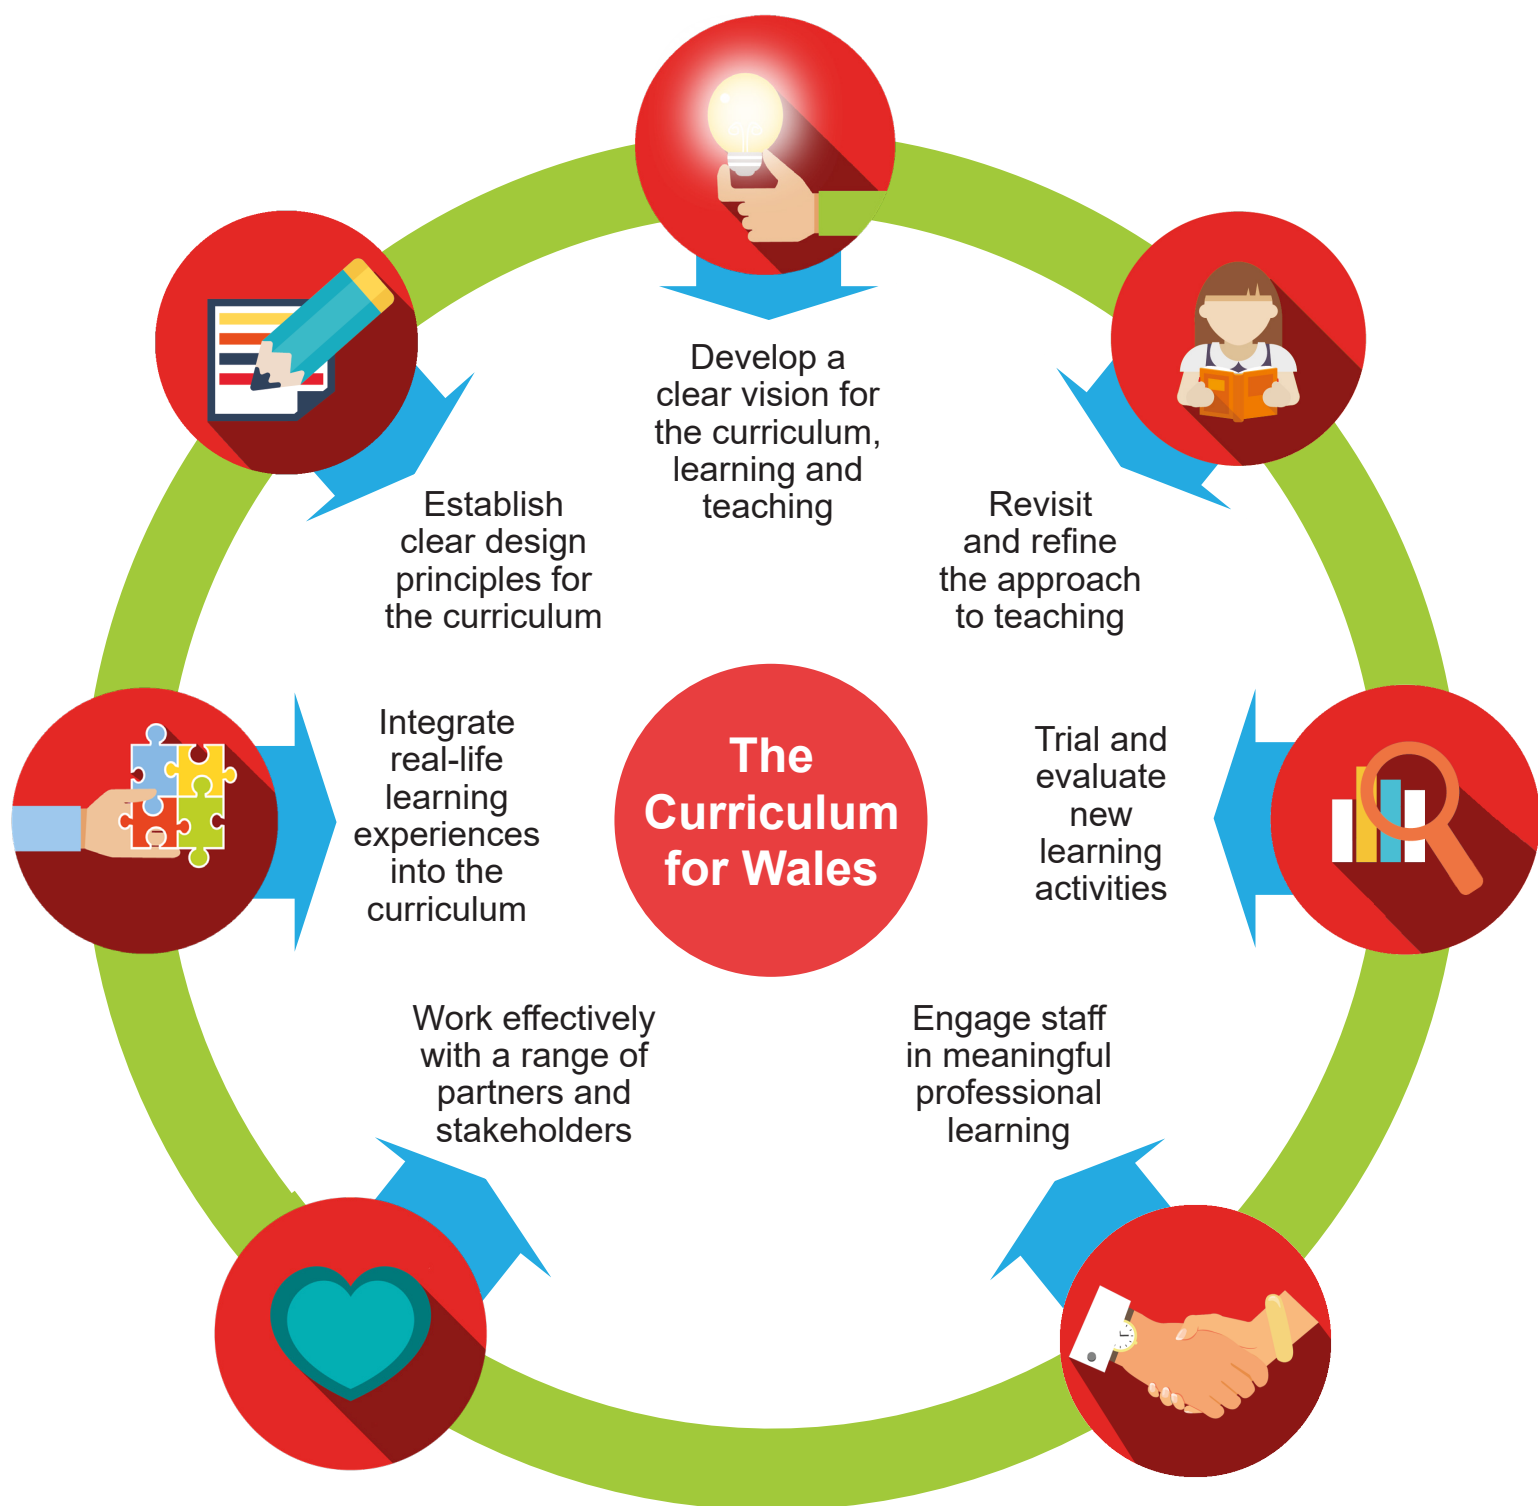 Develop a
clear vision for
the curriculum,
learning and
teaching
Revisit
and refine
the approach
to teaching
Trial and
evaluate
new
learning
activities
Engage staff
in meaningful
professional
learning
Work effectively
with a range of
partners and
stakeholders
Integrate
real-life
learning
experiences
into the
curriculum
Establish
clear design
principles for
the curriculum
The
Curriculum
for Wales